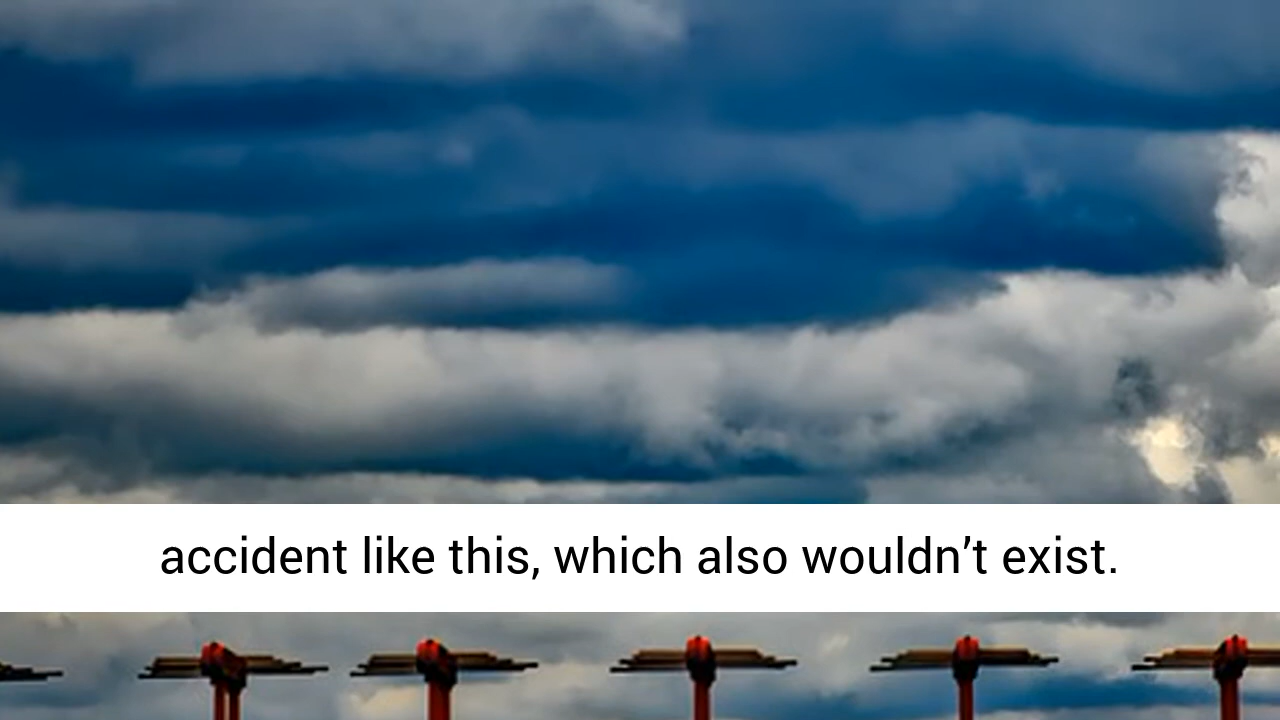 accident like this, which also wouldn’t exist.